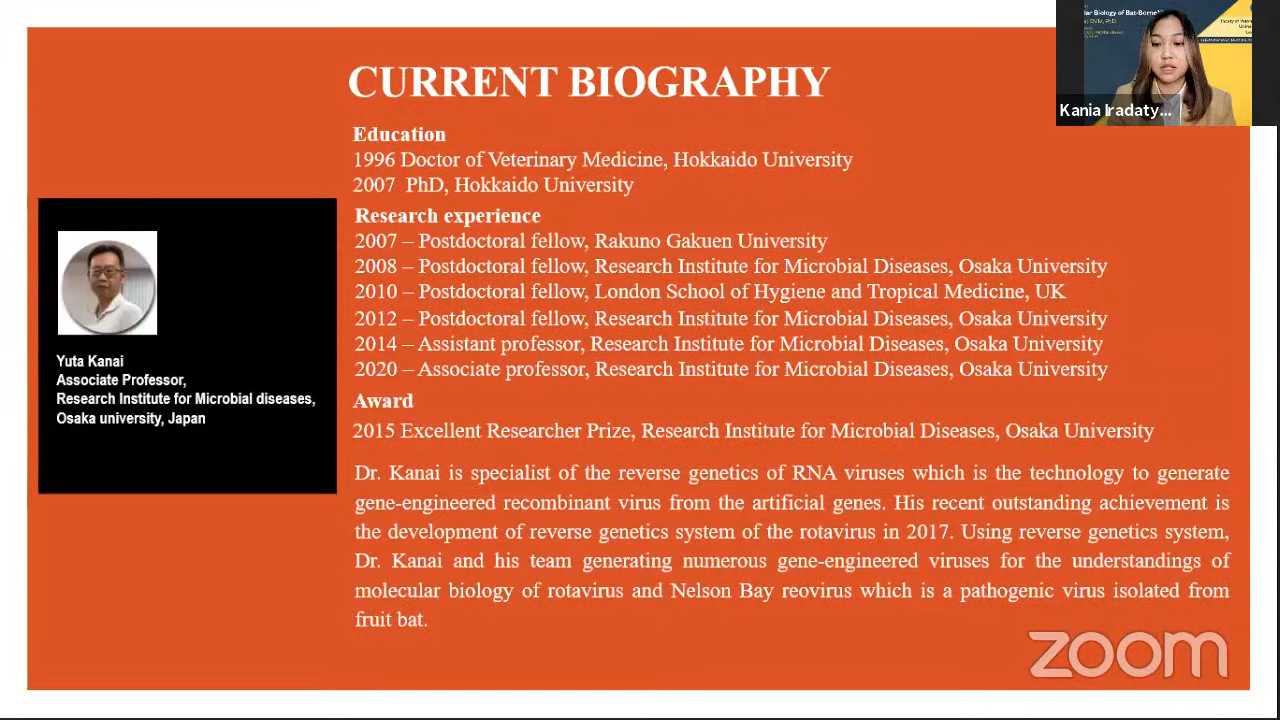 CURRENT BIOGRAPHY
Education
1996 Doctor of Veterinary Medicine, Hokkaido University
2007 PhD, Hokkaido University
Research experience
2007 – Postdoctoral fellow, Rakuno Gakuen University
2008 – Postdoctoral fellow, Research Institute for Microbial Diseases, Osaka University
2010 – Postdoctoral fellow, London School of Hygiene and Tropical Medicine, UK
2012 – Postdoctoral fellow, Research Institute for Microbial Diseases, Osaka University
2014 – Assistant professor, Research Institute for Microbial Diseases, Osaka University
2020 – Associate professor, Research Institute for Microbial Diseases, Osaka University
Award
2015 Excellent Researcher Prize, Research Institute for Microbial Diseases, Osaka University
Dr. Kanai is specialist of the reverse genetics of RNA viruses which is the technology to generate
gene-engineered recombinant virus from the artificial genes. His recent outstanding achievement is
the development of reverse genetics system of the rotavirus in 2017. Using reverse genetics system,
Dr. Kanai and his team generating numerous gene-engineered viruses for the understandings of
molecular biology of rotavirus and Nelson Bay reovirus which is a pathogenic virus isolated from
fruit bat.
Yuta Kanai
Associate Professor,
Research Institute for Microbial diseases,
Osaka university, Japan
lar Biology of Bat-Borne
DVM, PhD
Kania Iradaty...
zoom